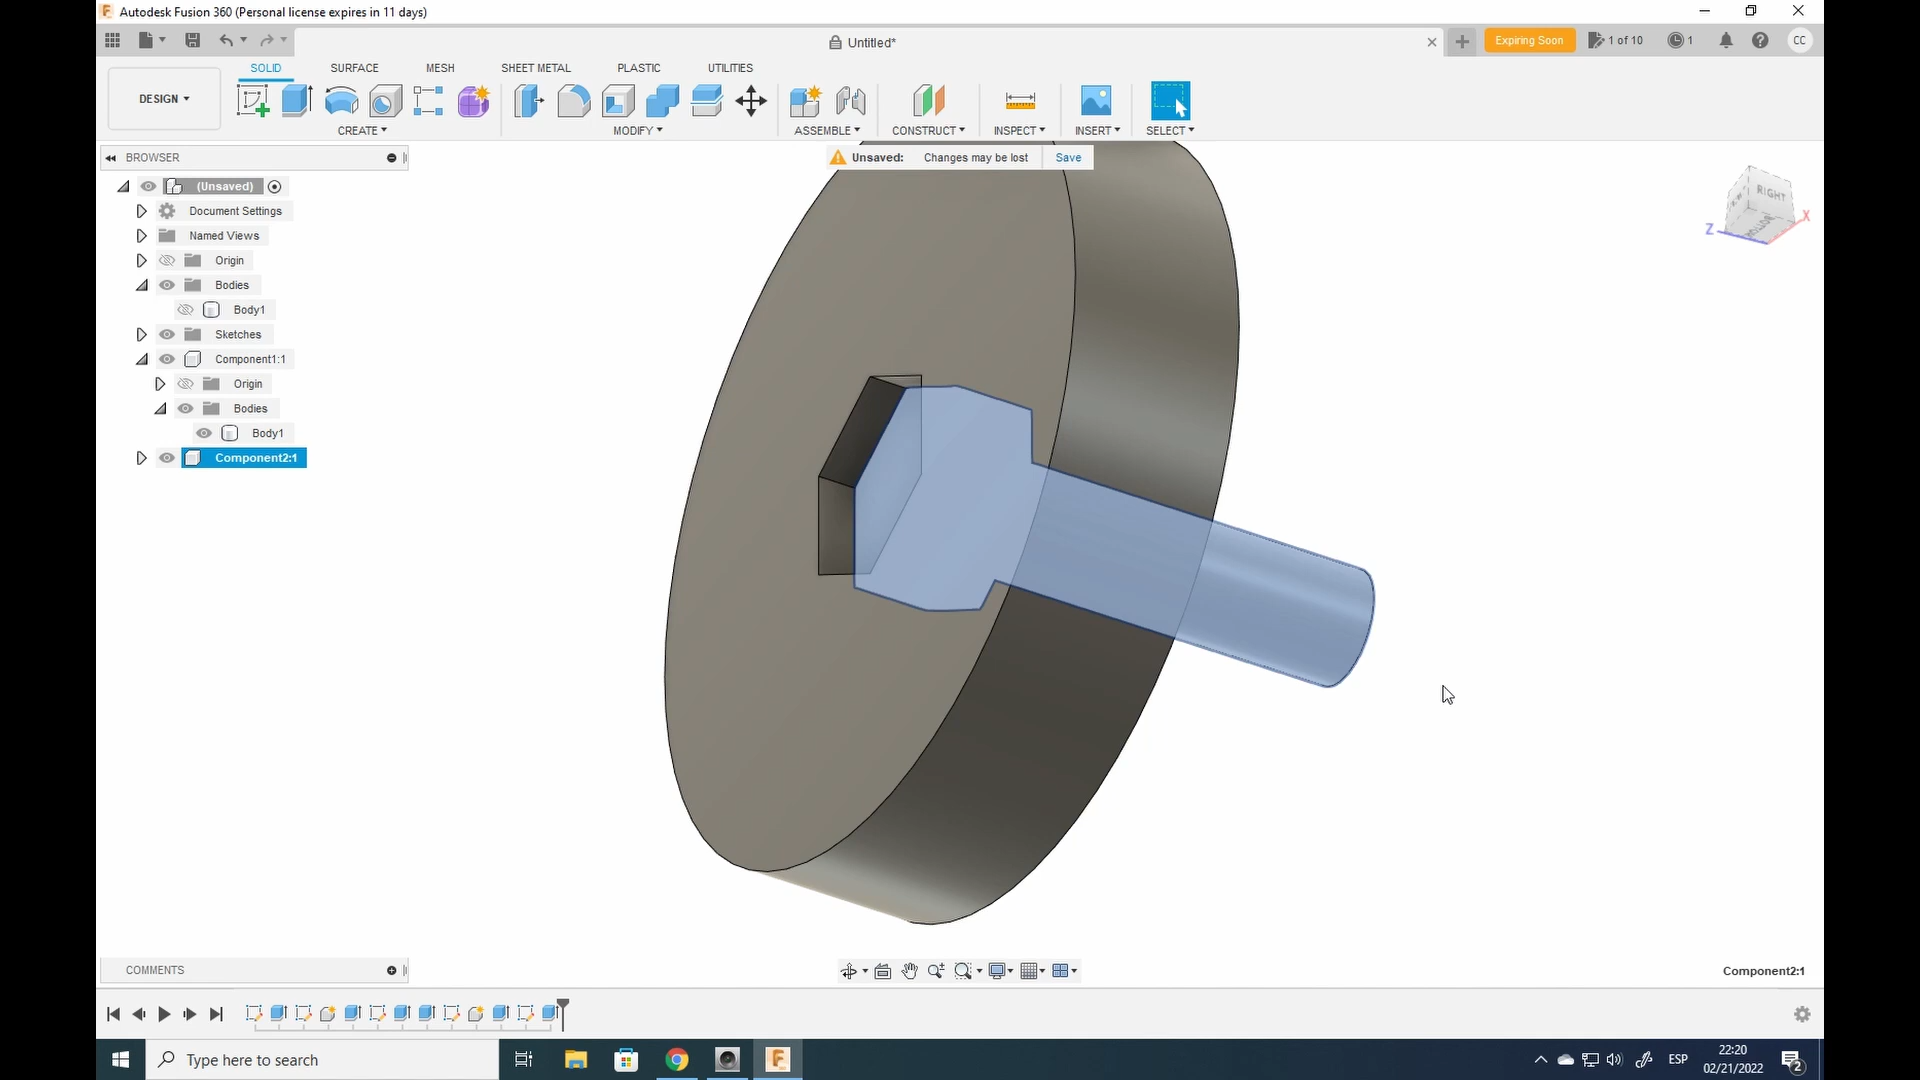 Autodesk Fusion 360 (Personal license expires in 11 days)
Untitled*
Expiring Soon
1 of 10
1
CC
DESIGN
SOLID
SURFACE
MESH
SHEET METAL
PLASTIC
UTILITIES
CREATE
MODIFY
ASSEMBLE
CONSTRUCT
INSPECT
INSERT
SELECT
BROWSER
Unsaved: Changes may be lost Save
(Unsaved)
Document Settings
Named Views
Origin
Bodies
Body1
Sketches
Component1:1
Origin
Bodies
Body1
Component2:1
RIGHT
BOTTOM
Z
X
COMMENTS
Component2:1
Type here to search
ESP
22:20
02/21/2022
2